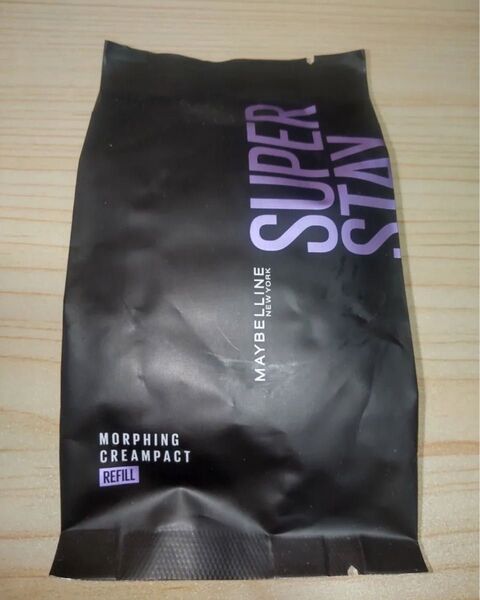 SUPER
STAY
MAYBELLINE
NEW YORK
MORPHING
CREAMPACT
REFILL